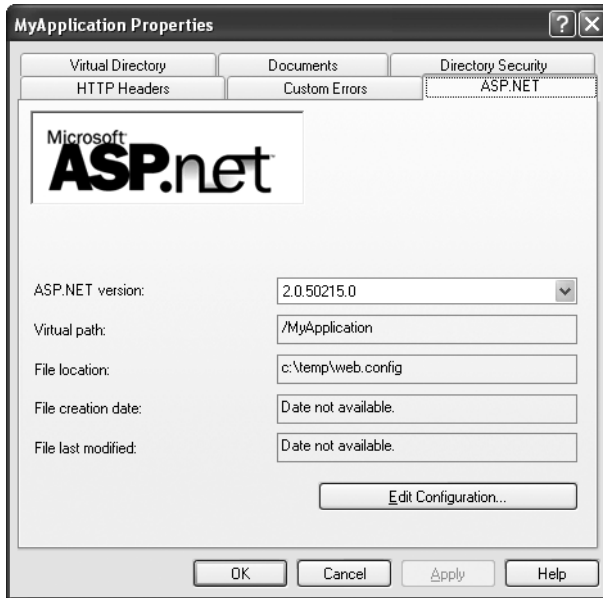 MyApplication Properties
Virtual Directory Documents Directory Security
HTTP Headers Custom Errors ASP.NET
Microsoft
ASP.net
ASP.NET version: 2.0.50215.0
Virtual path: /MyApplication
File location: c:\temp\web.config
File creation date: Date not available.
File last modified: Date not available.
Edit Configuration...
OK Cancel Apply Help